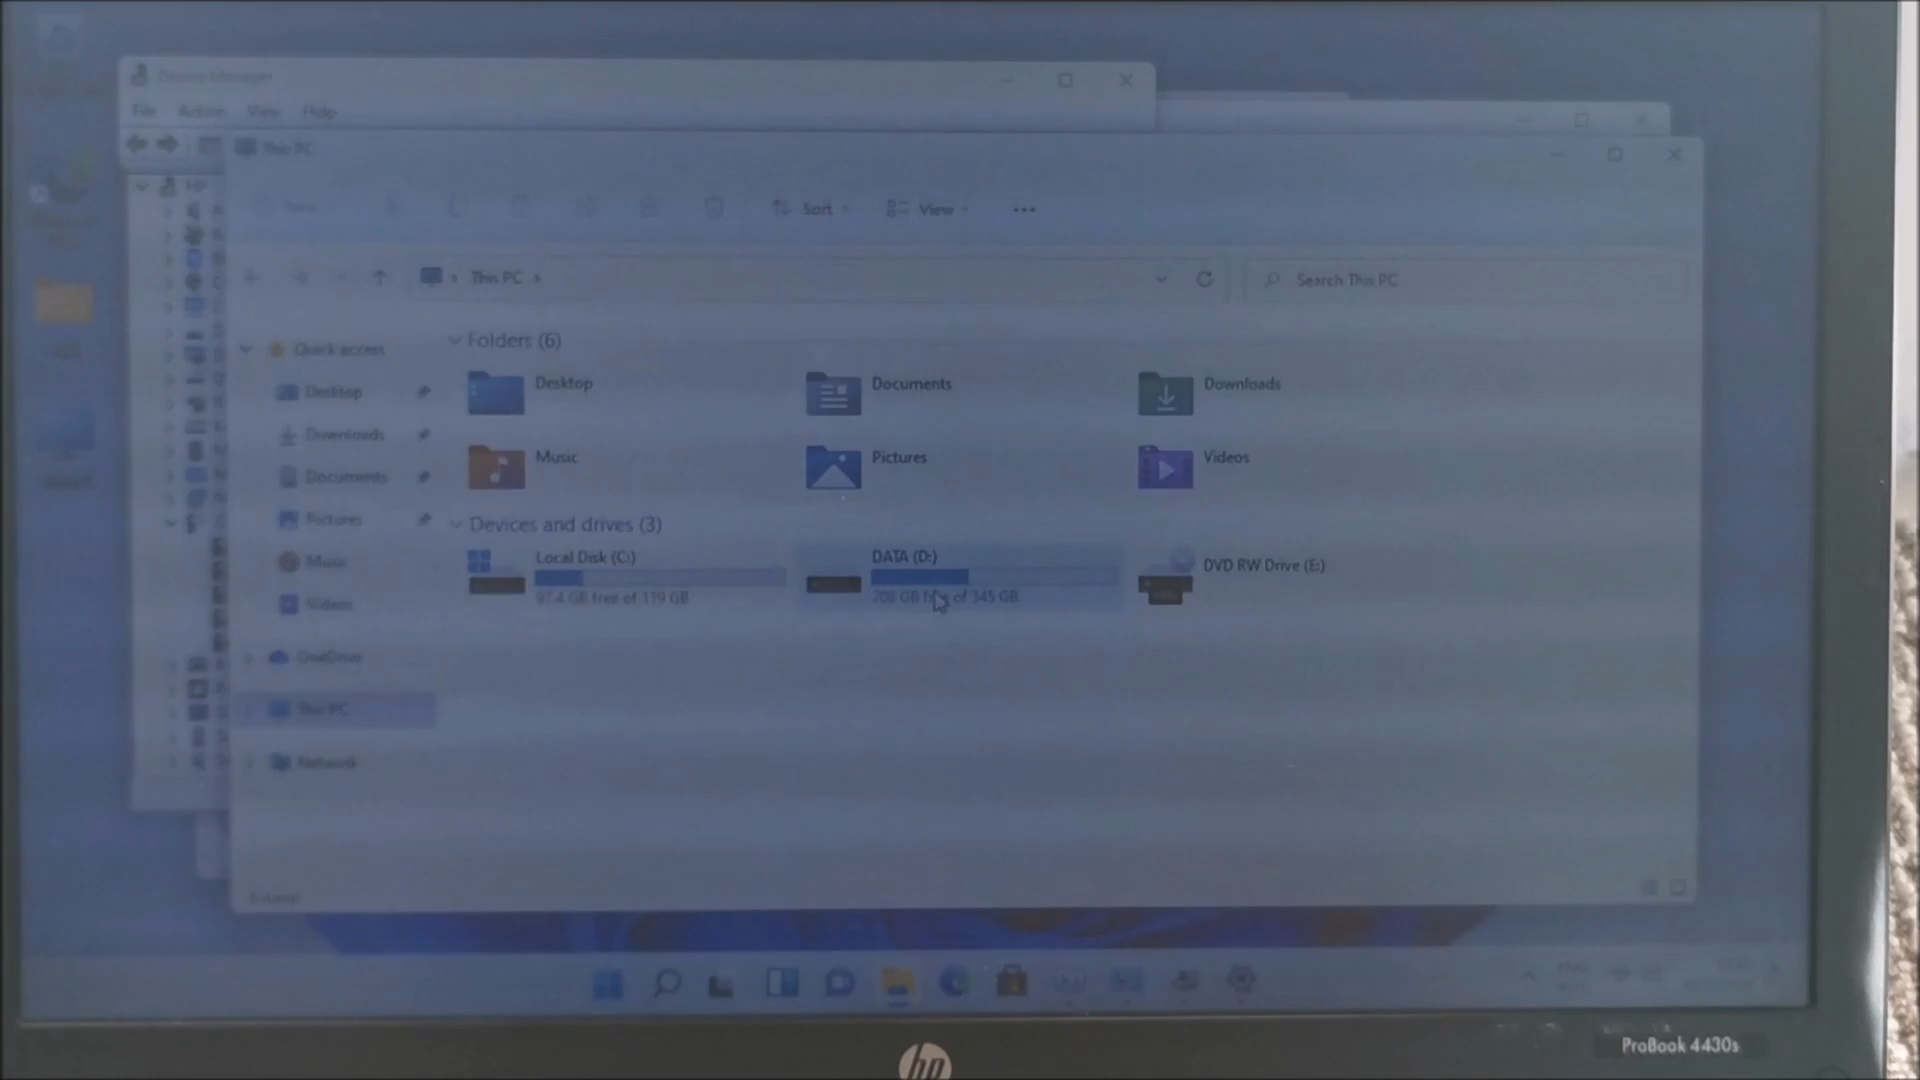 Device Manager
File Action View Help
This PC
Sort
View
This PC
Search This PC
Quick access
Desktop
Downloads
Documents
Pictures
Music
Videos
OneDrive
This PC
Network
Folders (6)
Desktop
Documents
Downloads
Music
Pictures
Videos
Devices and drives (3)
Local Disk (C:)
97.4 GB free of 119 GB
DATA (D:)
208 GB free of 345 GB
DVD RW Drive (E:)
hp
ProBook 4430s